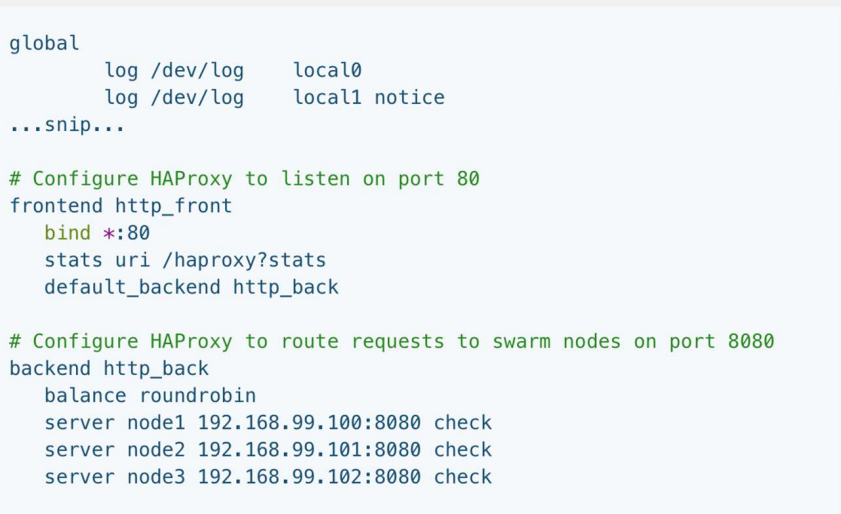 global
        log /dev/log    local0
        log /dev/log    local1 notice
...snip...

# Configure HAProxy to listen on port 80
frontend http_front
   bind *:80
   stats uri /haproxy?stats
   default_backend http_back

# Configure HAProxy to route requests to swarm nodes on port 8080
backend http_back
   balance roundrobin
   server node1 192.168.99.100:8080 check
   server node2 192.168.99.101:8080 check
   server node3 192.168.99.102:8080 check